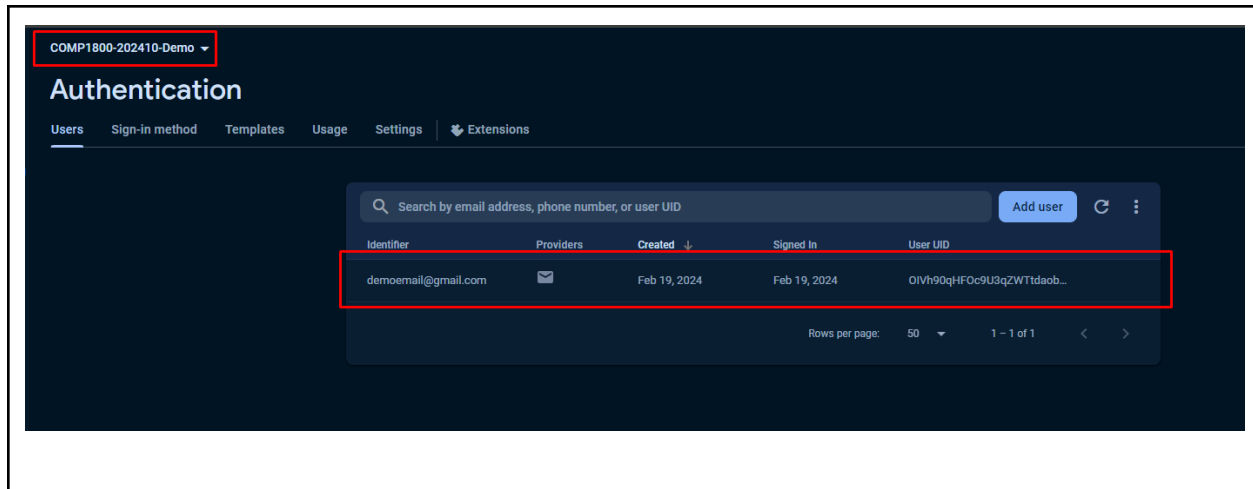 COMP1800-202410-Demo
Authentication
Users Sign-in method Templates Usage Settings Extensions
Search by email address, phone number, or user UID Add user
Identifier Providers Created Signed In User UID
demoemail@gmail.com Feb 19, 2024 Feb 19, 2024 OIVh90qHFOc9U3qZWTtdaob...
Rows per page: 50 1 – 1 of 1